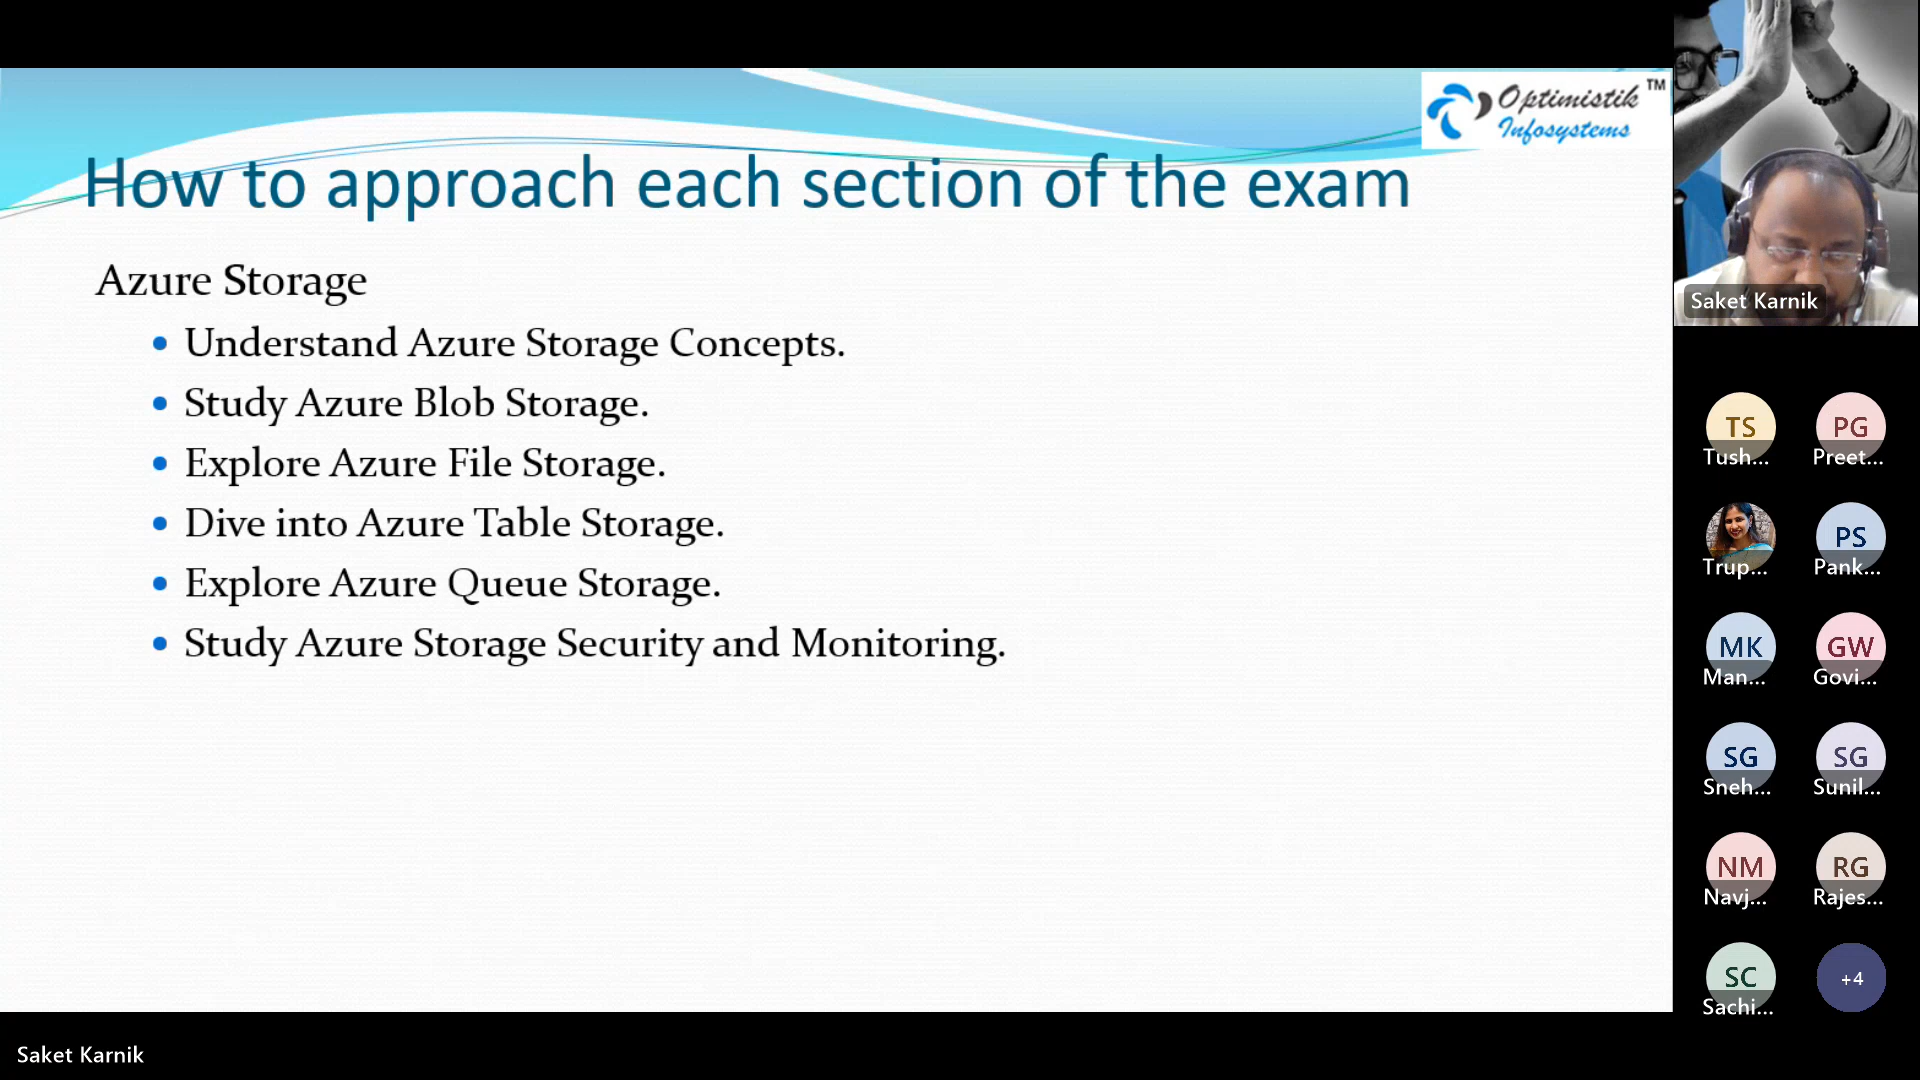 Optimistik TM
Infosystems
How to approach each section of the exam
Azure Storage
• Understand Azure Storage Concepts.
• Study Azure Blob Storage.
• Explore Azure File Storage.
• Dive into Azure Table Storage.
• Explore Azure Queue Storage.
• Study Azure Storage Security and Monitoring.
Saket Karnik
TS PG
Tush... Preet...
PS
Trup... Pank...
MK GW
Man... Govi...
SG SG
Sneh... Sunil...
NM RG
Navj... Rajes...
SC +4
Sachi...
Saket Karnik